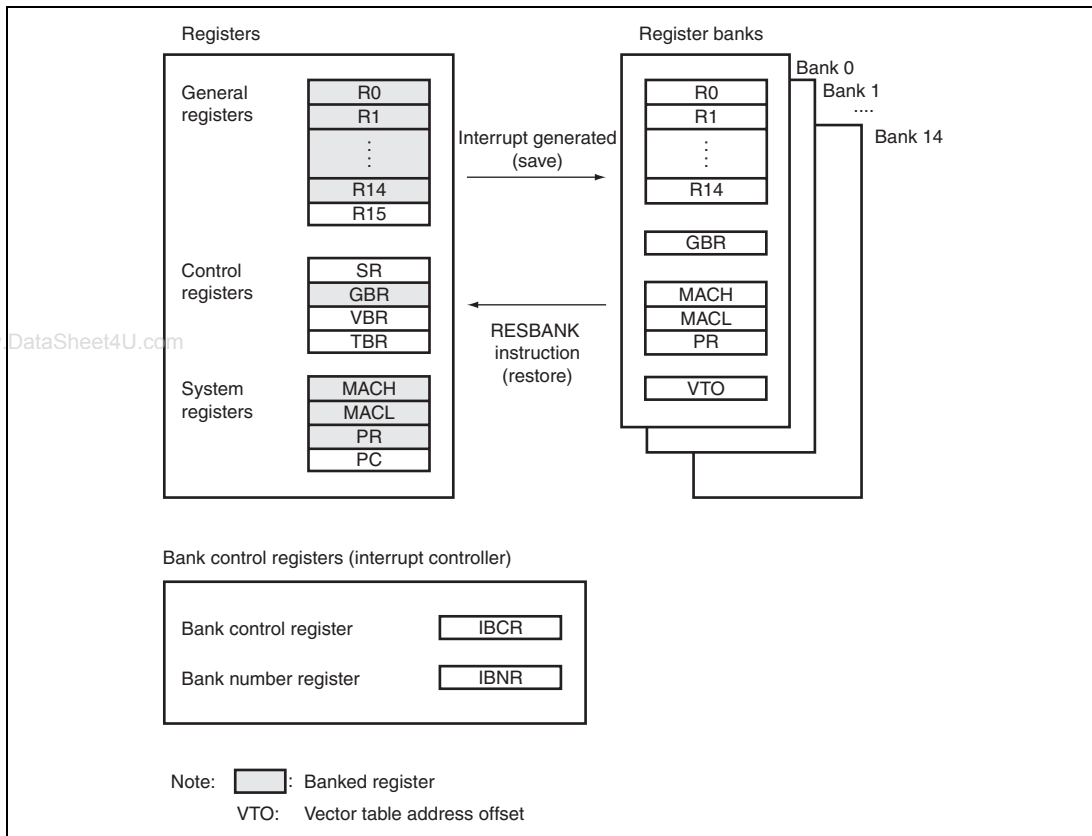 Registers
General
registers
R0
R1
R14
R15
Control
registers
SR
GBR
VBR
TBR
System
registers
MACH
MACL
PR
PC
Interrupt generated
(save)
RESBANK
instruction
(restore)
Register banks
Bank 0
Bank 1
....
Bank 14
R0
R1
R14
GBR
MACH
MACL
PR
VTO
Bank control registers (interrupt controller)
Bank control register
IBCR
Bank number register
IBNR
Note: : Banked register
VTO: Vector table address offset
.DataSheet4U.com